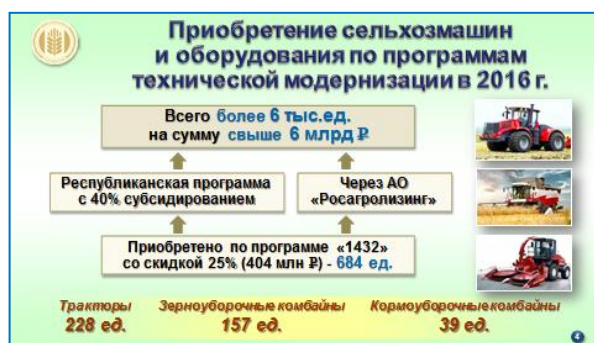 Приобретение сельхозмашин
и оборудования по программам
технической модернизации в 2016 г.
Всего более 6 тыс.ед.
на сумму свыше 6 млрд ₽
Республиканская программа
с 40% субсидированием
Через АО
«Росагролизинг»
Приобретено по программе «1432»
со скидкой 25% (404 млн ₽) - 684 ед.
Тракторы
228 ед.
Зерноуборочные комбайны
157 ед.
Кормоуборочные комбайны
39 ед.
4